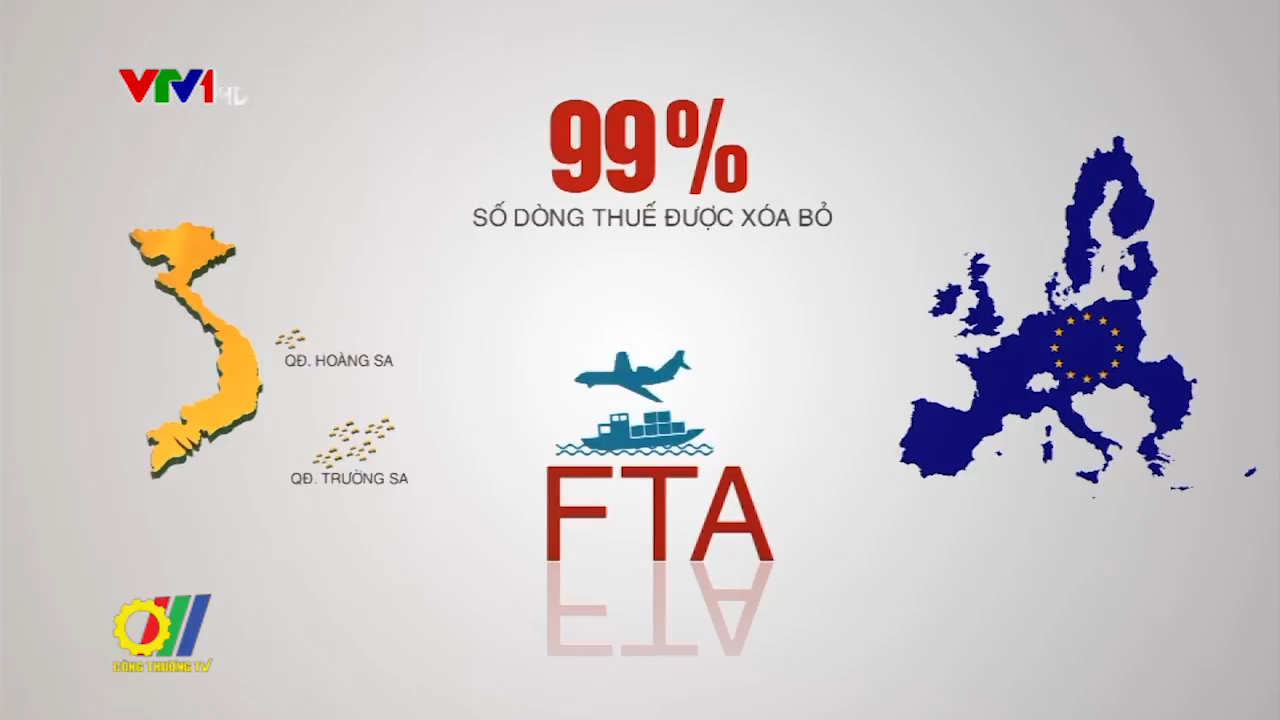 VTV1 HD
99%
SỐ DÒNG THUẾ ĐƯỢC XÓA BỎ
QĐ. HOÀNG SA
QĐ. TRƯỜNG SA
FTA
CÔNG THƯƠNG TV